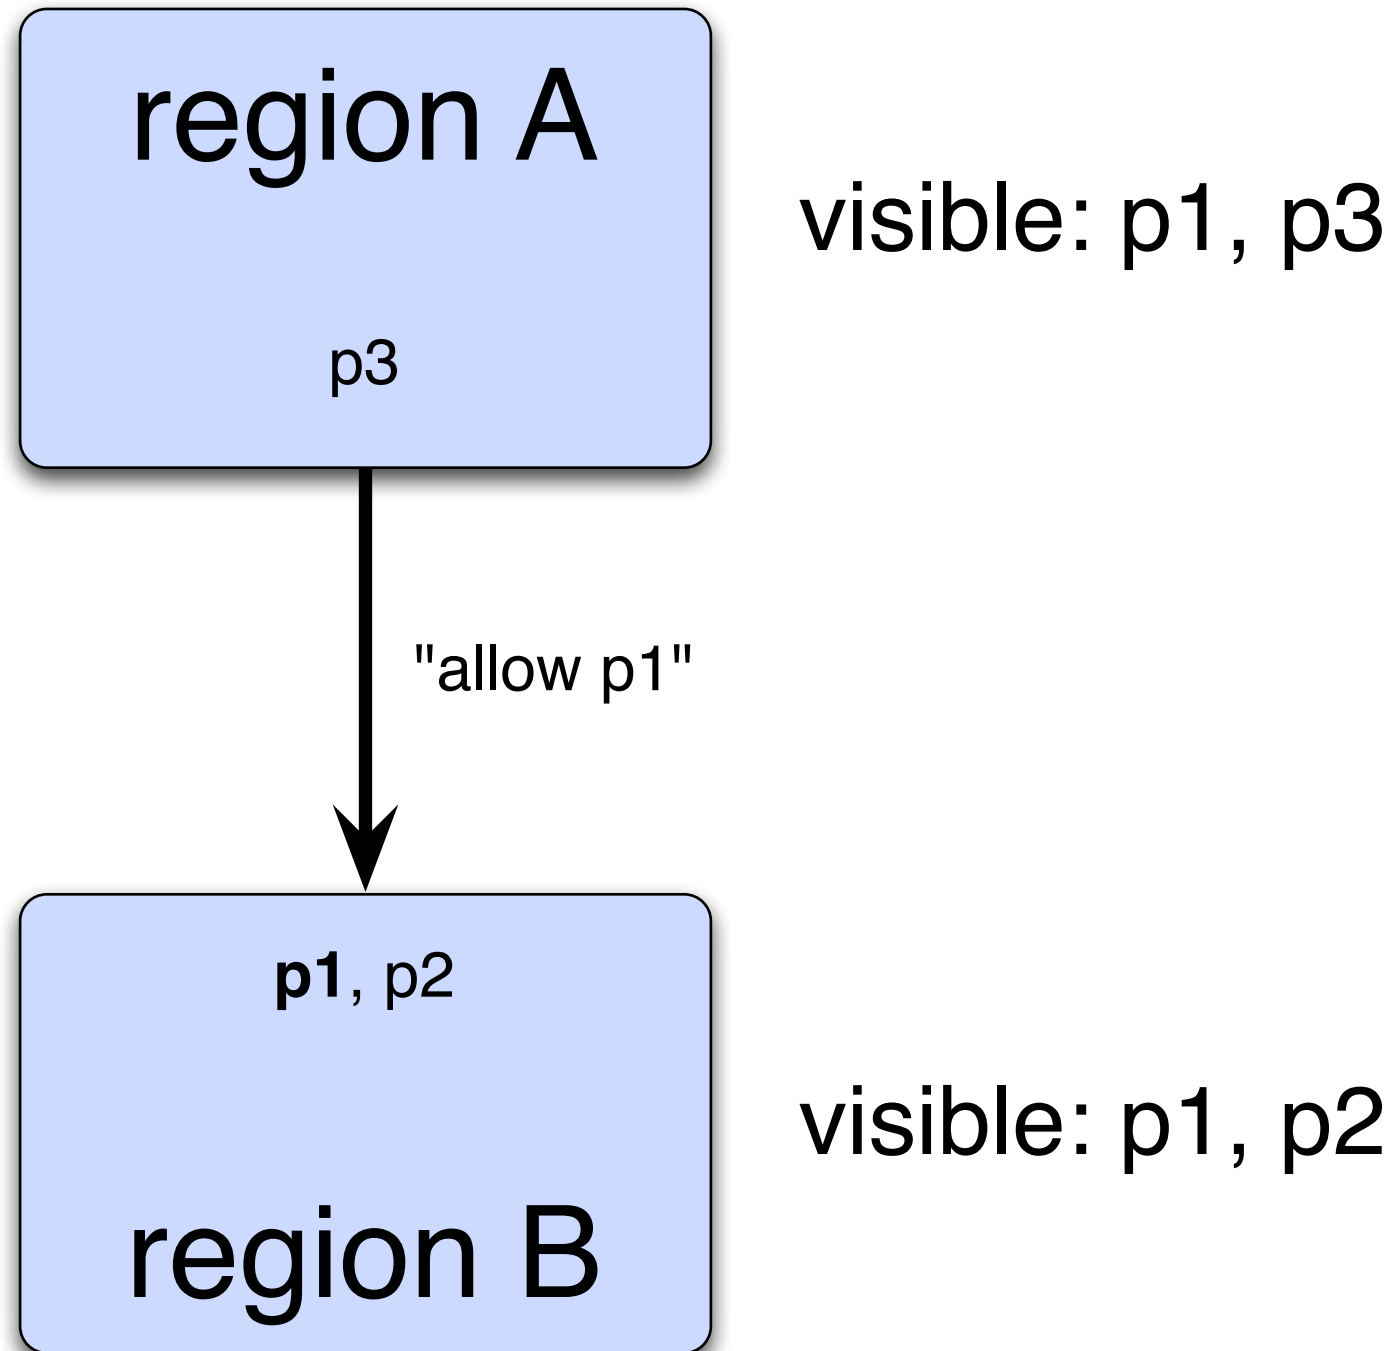 region A
visible: p1, p3
p3
"allow p1"
p1, p2
visible: p1, p2
region B